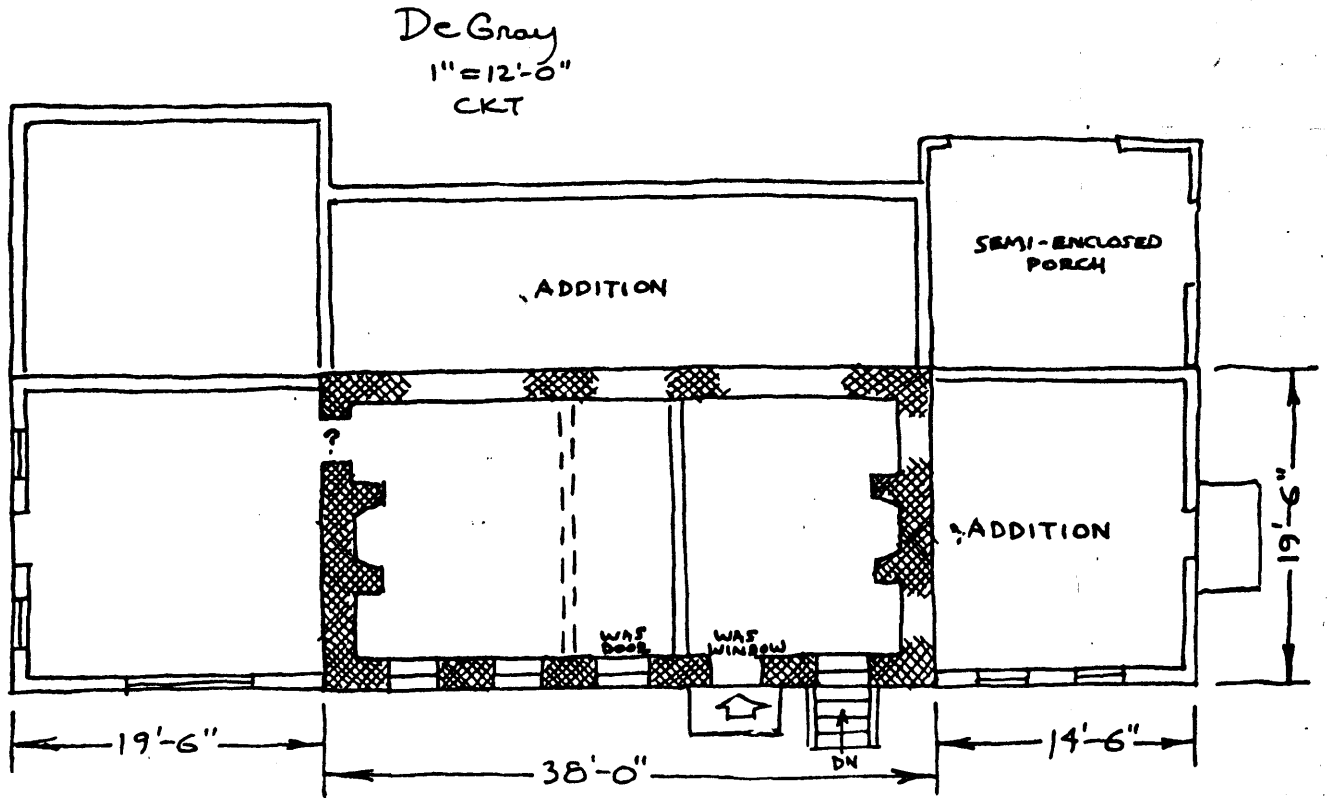 De Gray
1"=12'-0"
CKT
SEMI-ENCLOSED
PORCH
ADDITION
?
ADDITION
19'-6"
WAS
DOOR
WAS
WINDOW
DN
19'-6"
38'-0"
14'-6"